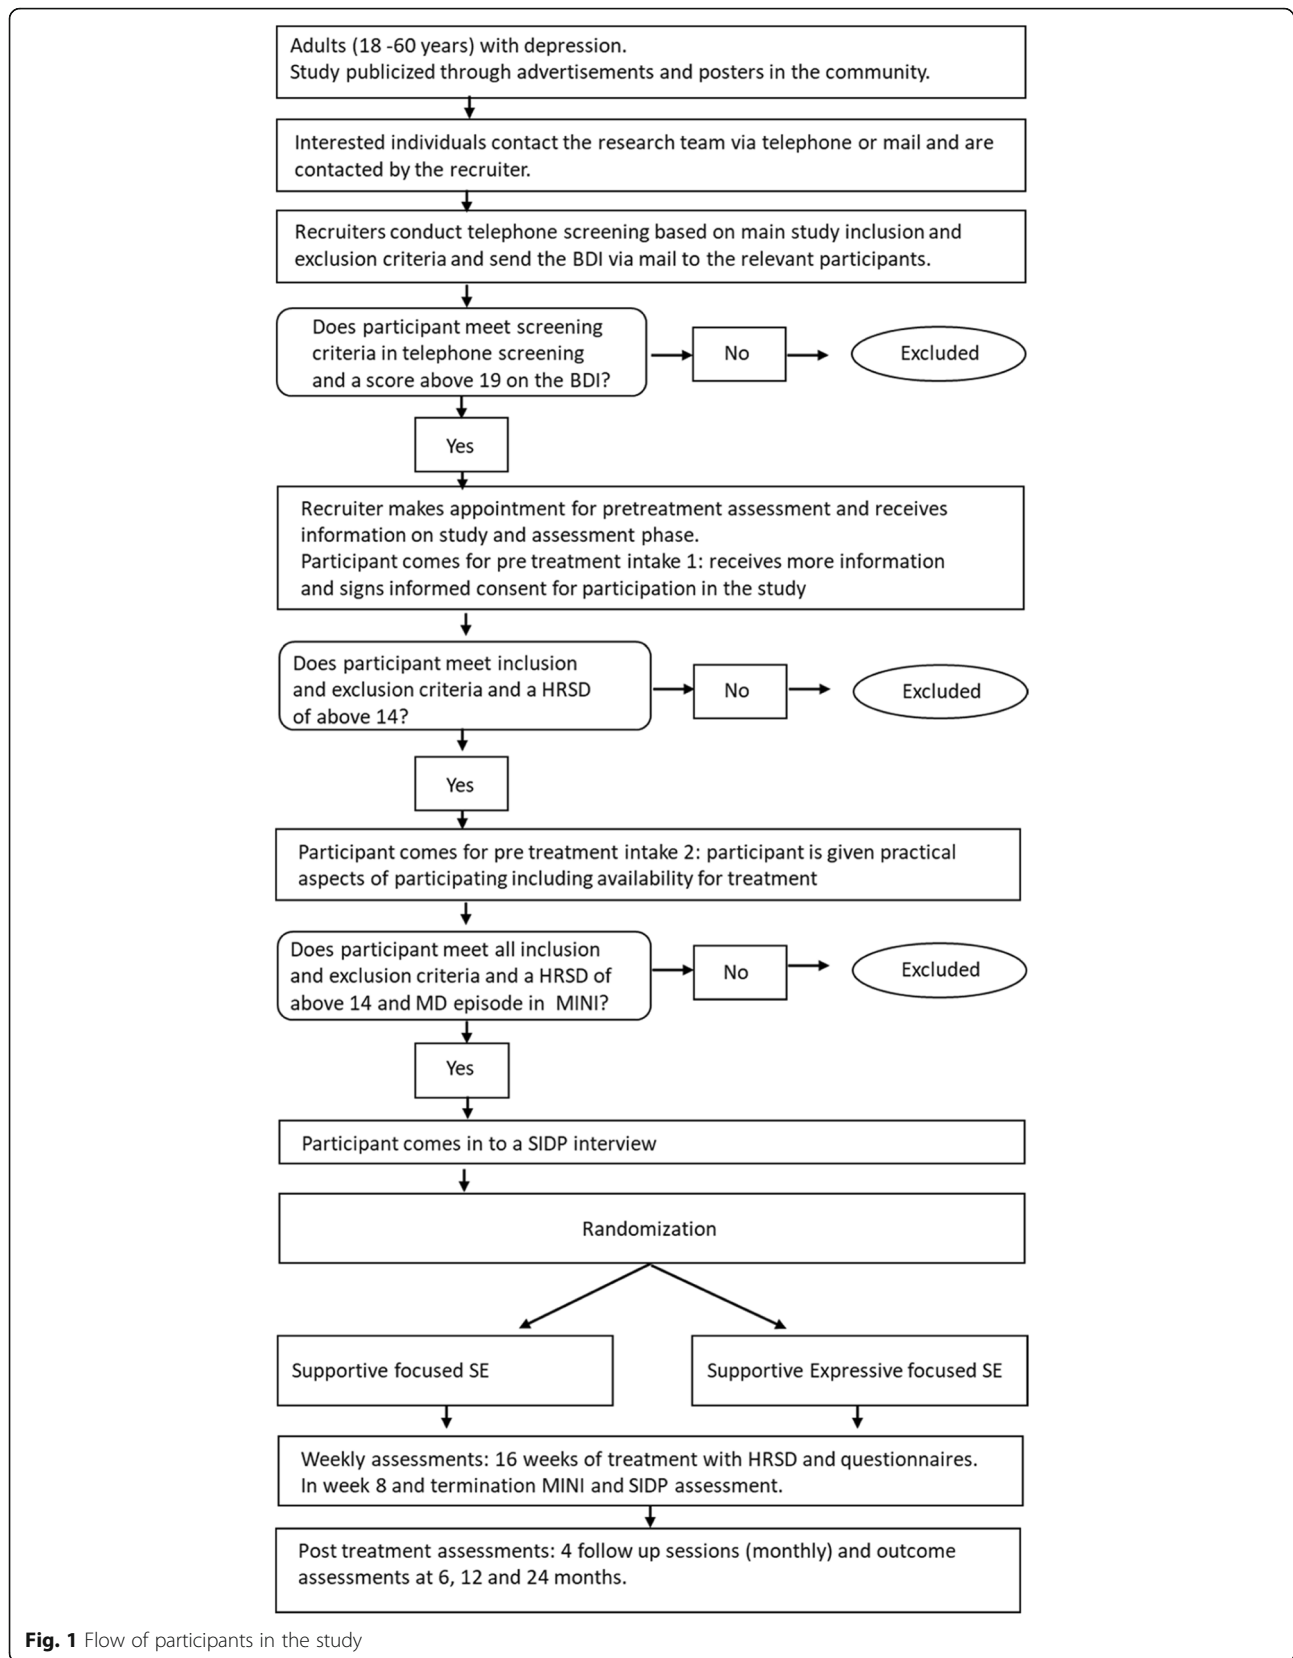 Adults (18 -60 years) with depression.
Study publicized through advertisements and posters in the community.
Interested individuals contact the research team via telephone or mail and are
contacted by the recruiter.
Recruiters conduct telephone screening based on main study inclusion and
exclusion criteria and send the BDI via mail to the relevant participants.
Does participant meet screening
criteria in telephone screening
and a score above 19 on the BDI?
No
Excluded
Yes
Recruiter makes appointment for pretreatment assessment and receives
information on study and assessment phase.
Participant comes for pre treatment intake 1: receives more information
and signs informed consent for participation in the study
Does participant meet inclusion
and exclusion criteria and a HRSD
of above 14?
No
Excluded
Yes
Participant comes for pre treatment intake 2: participant is given practical
aspects of participating including availability for treatment
Does participant meet all inclusion
and exclusion criteria and a HRSD of
above 14 and MD episode in MINI?
No
Excluded
Yes
Participant comes in to a SIDP interview
Randomization
Supportive focused SE
Supportive Expressive focused SE
Weekly assessments: 16 weeks of treatment with HRSD and questionnaires.
In week 8 and termination MINI and SIDP assessment.
Post treatment assessments: 4 follow up sessions (monthly) and outcome
assessments at 6, 12 and 24 months.
Fig. 1 Flow of participants in the study